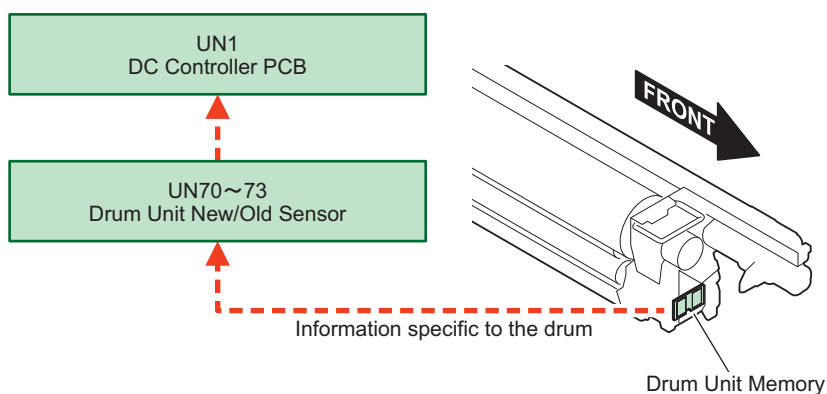 UN1
DC Controller PCB
FRONT
UN70～73
Drum Unit New/Old Sensor
Information specific to the drum
Drum Unit Memory